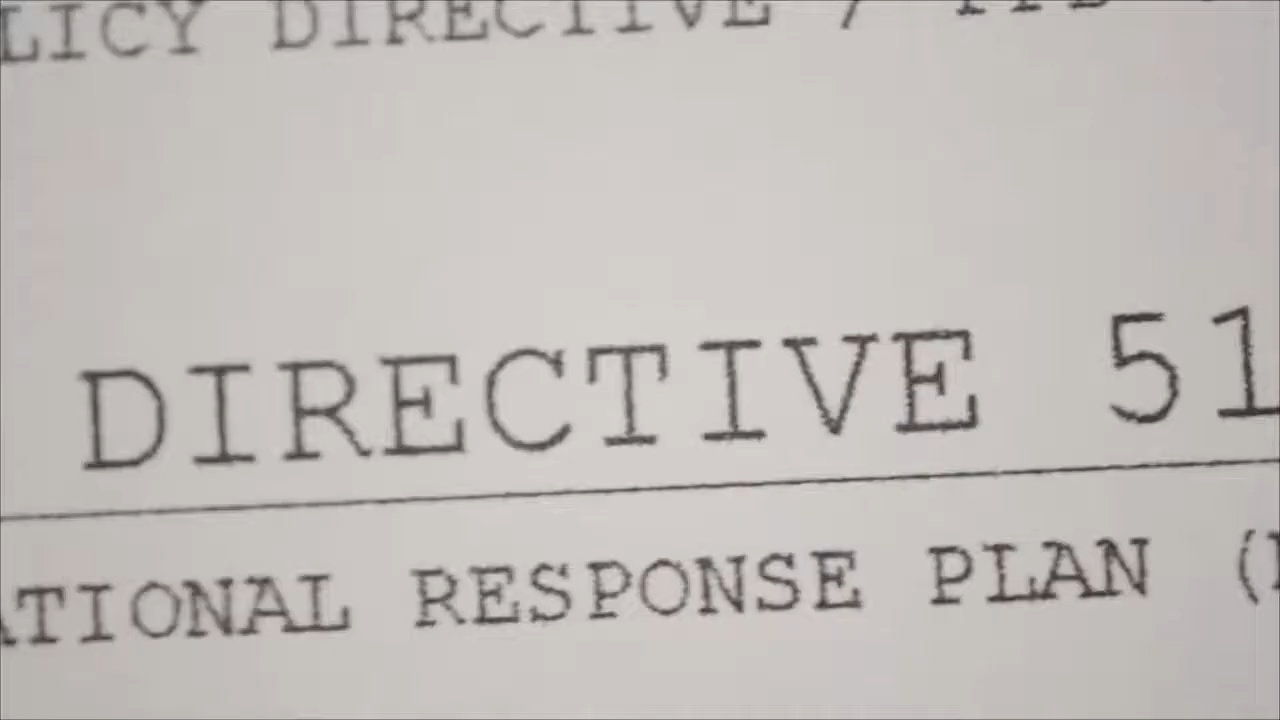 LICY DIRECTIVE /
DIRECTIVE 51
ATIONAL RESPONSE PLAN (